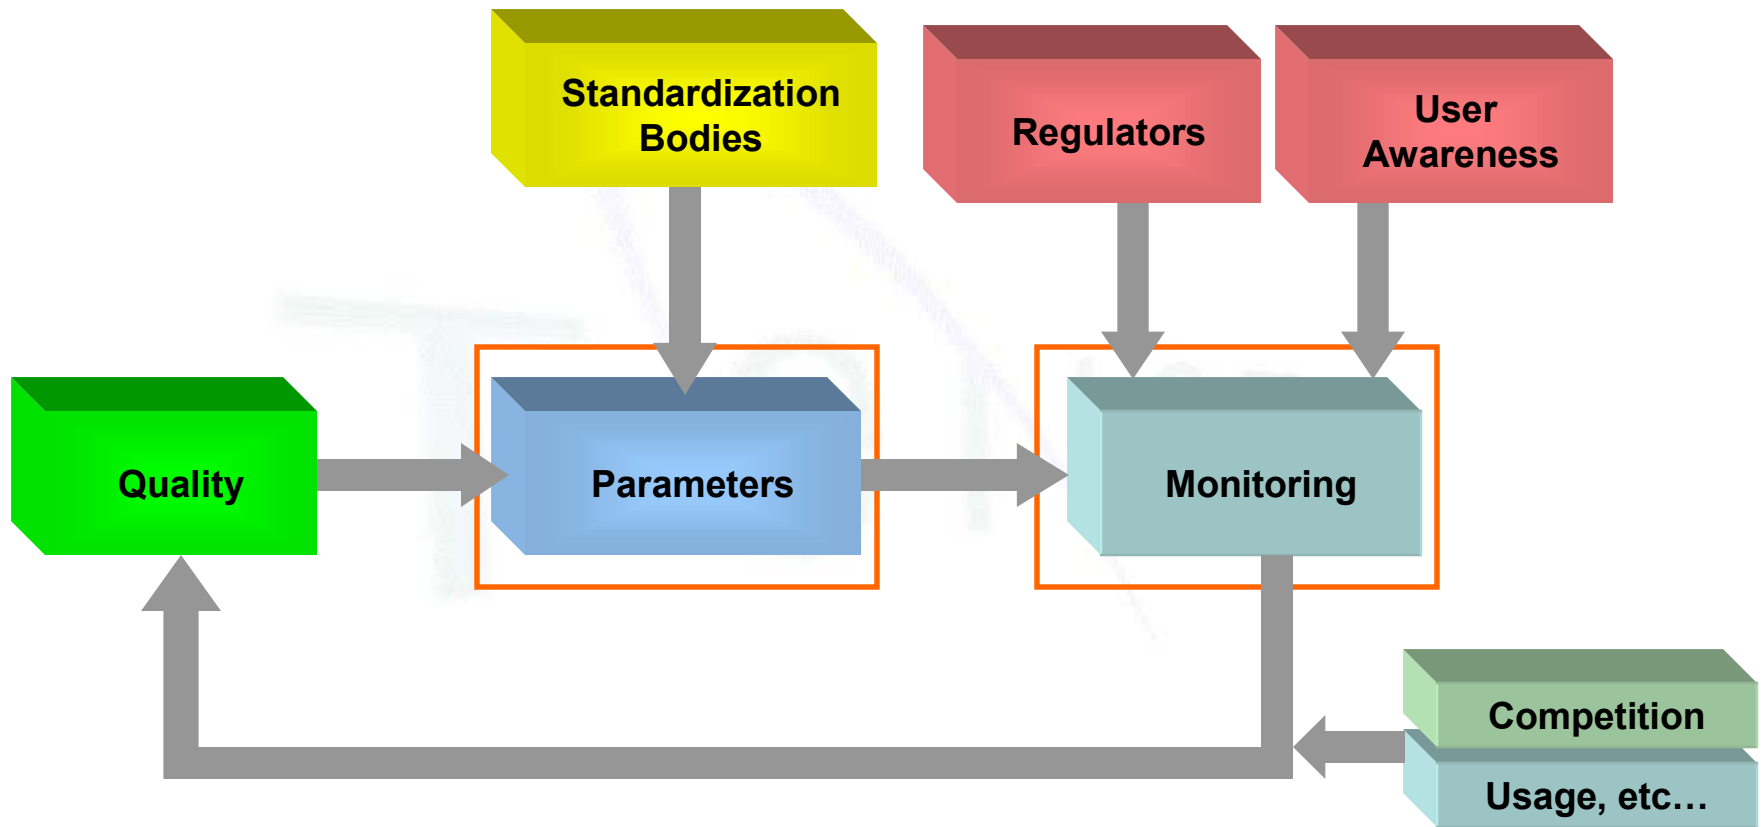 Standardization
Bodies
Regulators
User
Awareness
Quality
Parameters
Monitoring
Competition
Usage, etc…